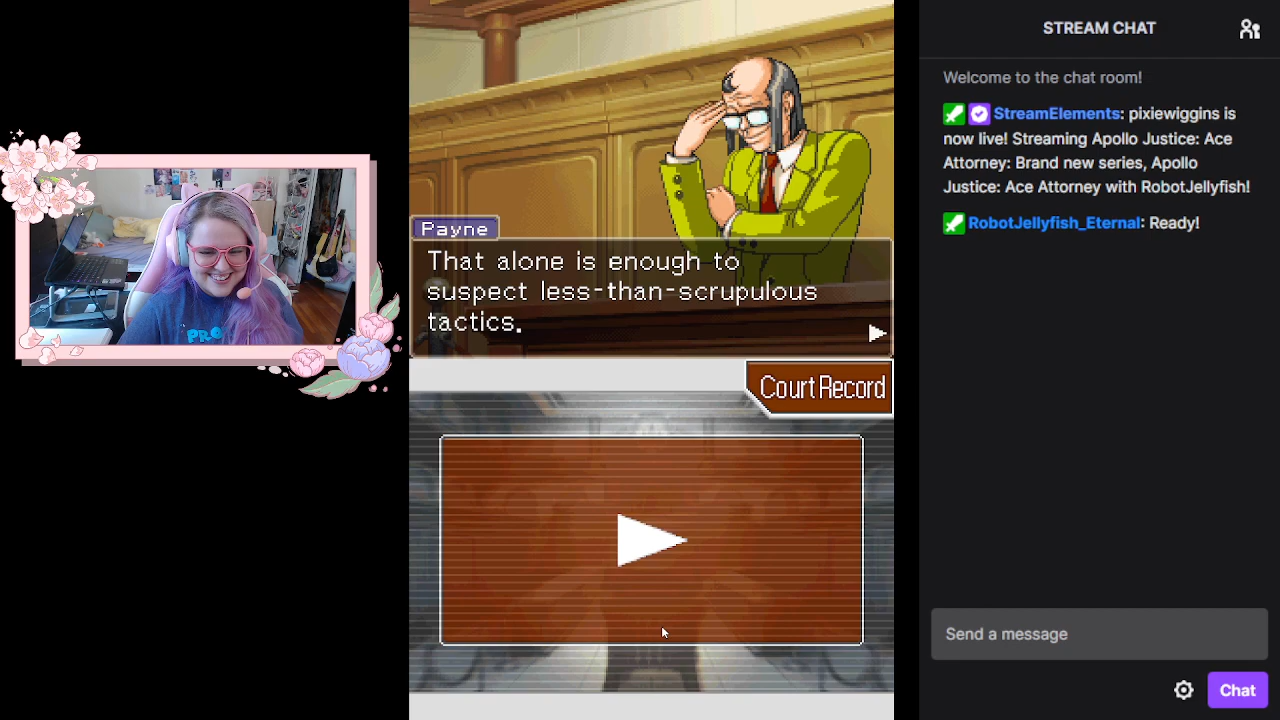 PRO
Payne
That alone is enough to
suspect less-than-scrupulous
tactics.
Court Record
STREAM CHAT
Welcome to the chat room!
StreamElements: pixiewiggins is
now live! Streaming Apollo Justice: Ace
Attorney: Brand new series, Apollo
Justice: Ace Attorney with RobotJellyfish!
RobotJellyfish_Eternal: Ready!
Send a message
Chat